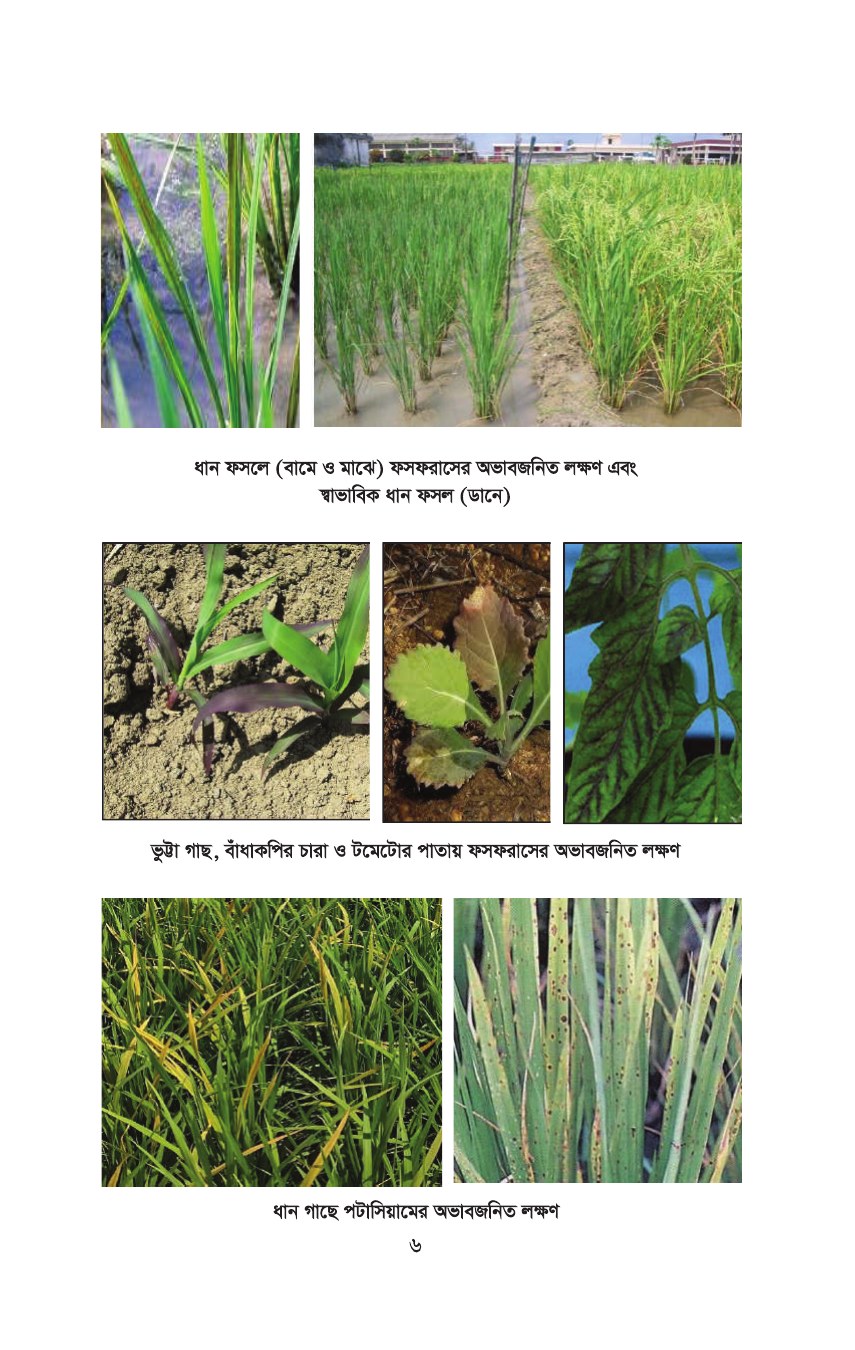 ধান ফসলে (বামে ও মাঝে) ফসফরাসের অভাবজনিত লক্ষণ এবং
স্বাভাবিক ধান ফসল (ডানে)
ভুট্টা গাছ, বাঁধাকপির চারা ও টমেটোর পাতায় ফসফরাসের অভাবজনিত লক্ষণ
ধান গাছে পটাসিয়ামের অভাবজনিত লক্ষণ
৬